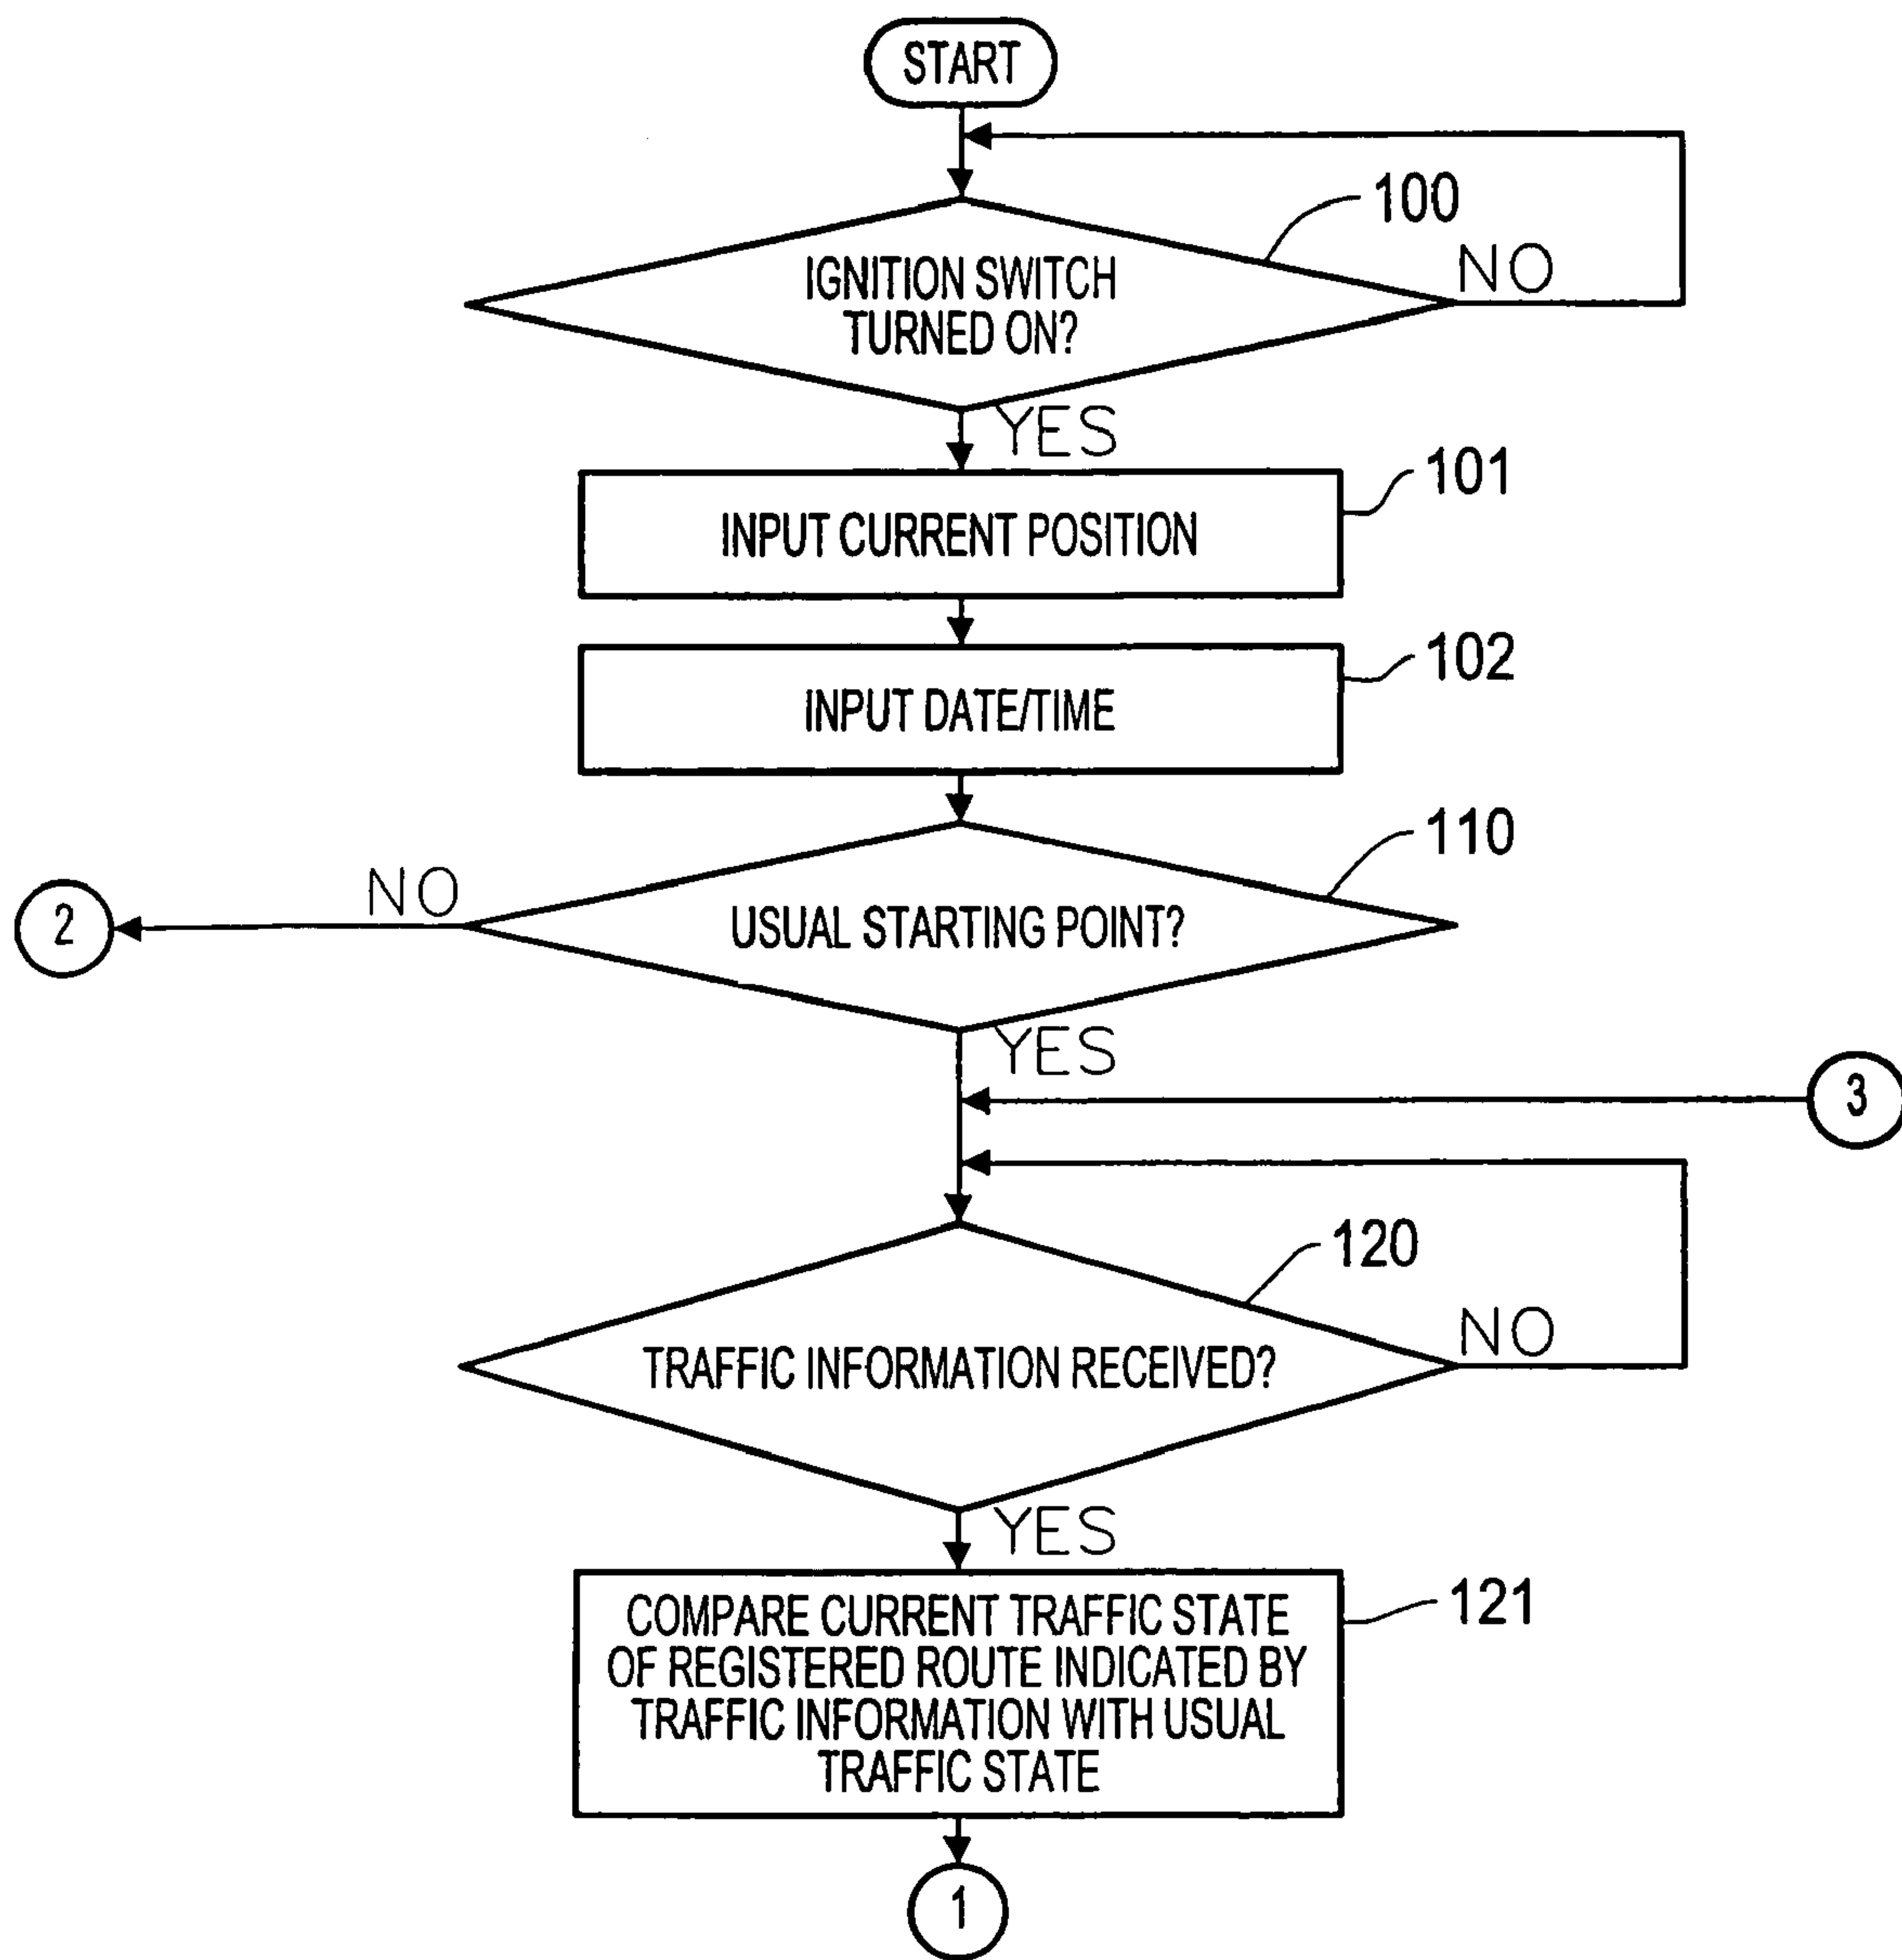 START
100
IGNITION SWITCH
TURNED ON?
NO
YES
101
INPUT CURRENT POSITION
102
INPUT DATE/TIME
110
NO
2
USUAL STARTING POINT?
YES
3
120
TRAFFIC INFORMATION RECEIVED?
NO
YES
121
COMPARE CURRENT TRAFFIC STATE
OF REGISTERED ROUTE INDICATED BY
TRAFFIC INFORMATION WITH USUAL
TRAFFIC STATE
1